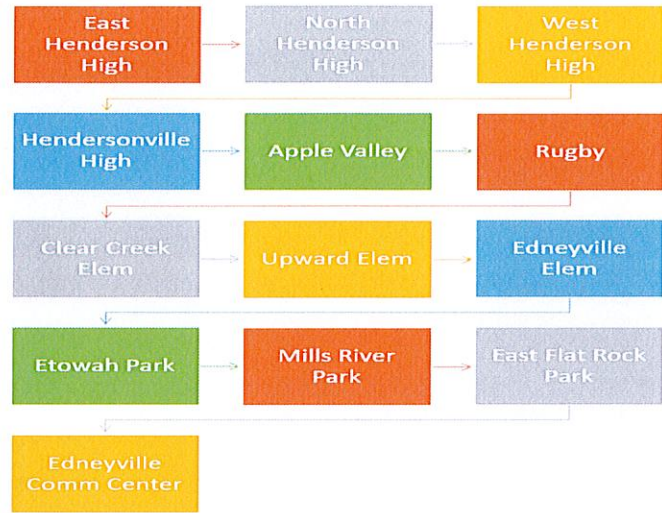 East
Henderson
High
North
Henderson
High
West
Henderson
High
Hendersonville
High
Apple Valley
Rugby
Clear Creek
Elem
Upward Elem
Edneyville
Elem
Etowah Park
Mills River
Park
East Flat Rock
Park
Edneyville
Comm Center